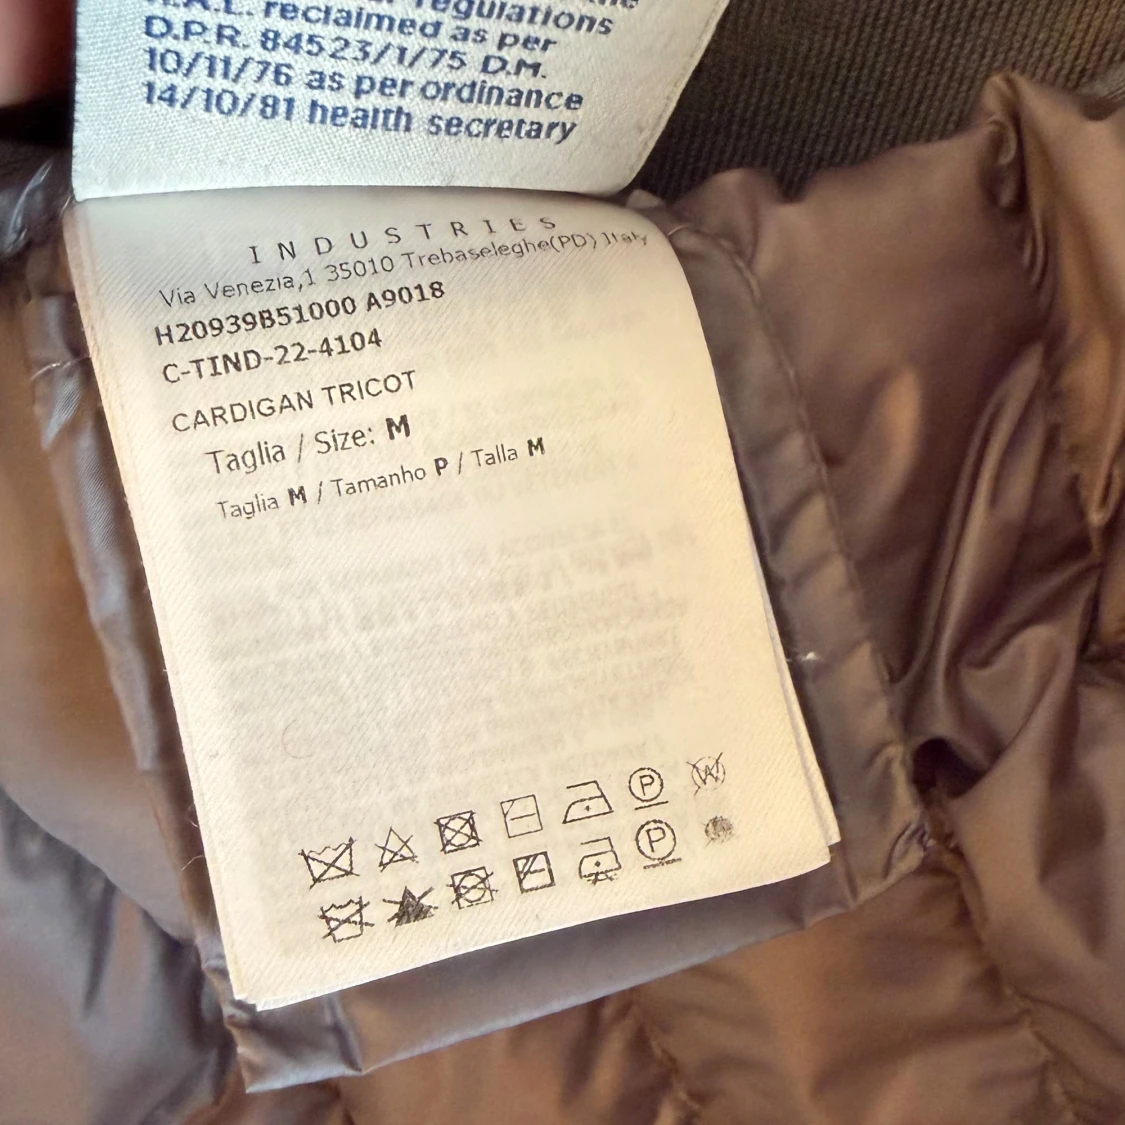 regulations
reclaimed as per
D.P.R. 84523/1/75 D.M.
10/11/76 as per ordinance
14/10/81 health secretary
INDUSTRIES
Via Venezia,1 35010 Trebaseleghe(PD) Italy
H20939B51000 A9018
C-TIND-22-4104
CARDIGAN TRICOT
Taglia / Size: M
Taglia M / Tamanho P / Talla M
P W
P